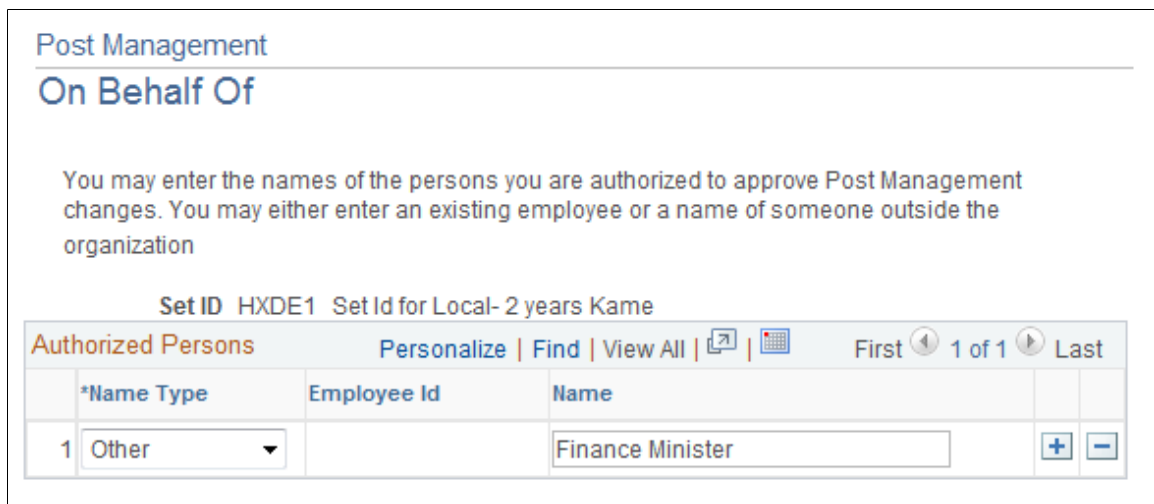 Post Management
On Behalf Of
You may enter the names of the persons you are authorized to approve Post Management
changes. You may either enter an existing employee or a name of someone outside the
organization
Set ID HXDE1 Set Id for Local- 2 years Kame
Authorized Persons Personalize | Find | View All | | First 1 of 1 Last
*Name Type Employee Id Name
1 Other Finance Minister + −